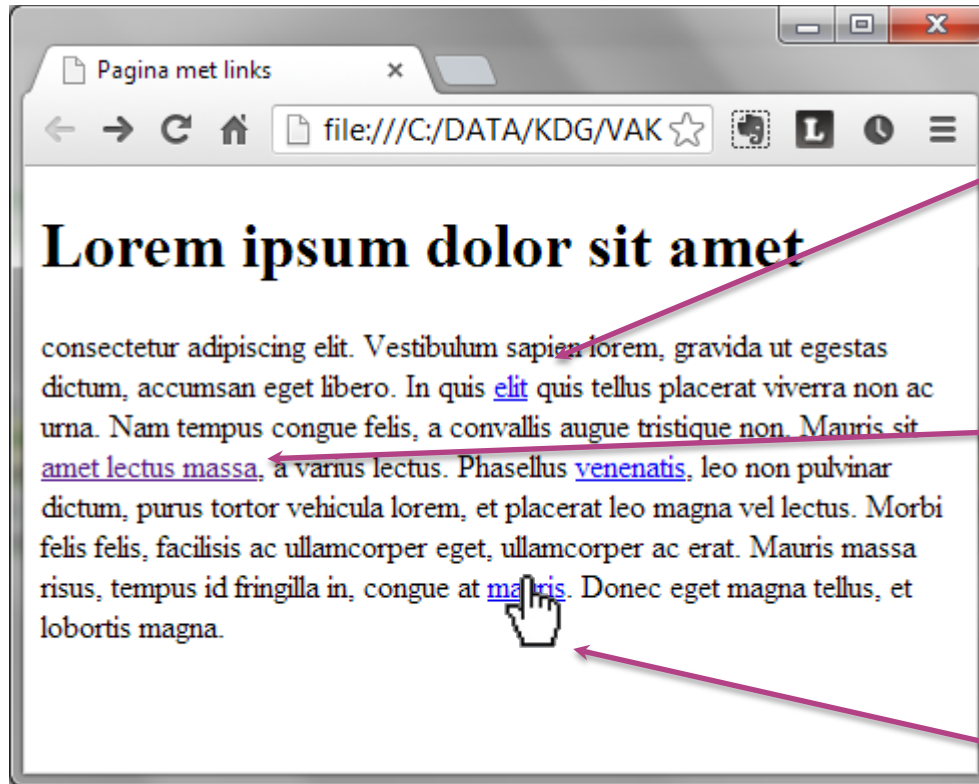 Pagina met links
file:///C:/DATA/KDG/VAK
L
Lorem ipsum dolor sit amet
consectetur adipiscing elit. Vestibulum sapien lorem, gravida ut egestas
dictum, accumsan eget libero. In quis elit quis tellus placerat viverra non ac
urna. Nam tempus congue felis, a convallis augue tristique non. Mauris sit
amet lectus massa, a varius lectus. Phasellus venenatis, leo non pulvinar
dictum, purus tortor vehicula lorem, et placerat leo magna vel lectus. Morbi
felis felis, facilisis ac ullamcorper eget, ullamcorper ac erat. Mauris massa
risus, tempus id fringilla in, congue at mauris. Donec eget magna tellus, et
lobortis magna.